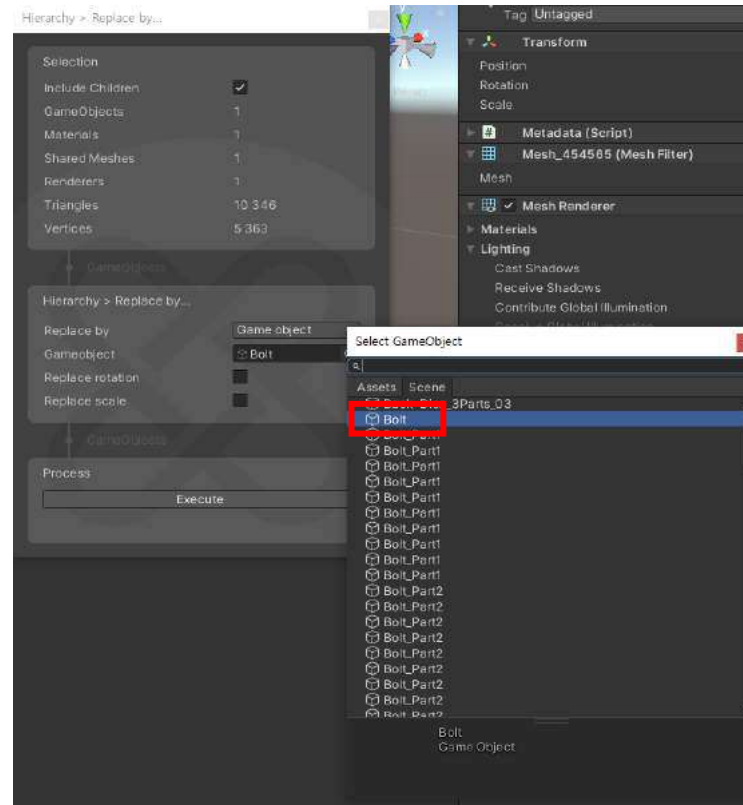 Hierarchy > Replace by...
Selection
Include Children
GameObjects 1
Materials 1
Shared Meshes 1
Renderers 1
Triangles 10 346
Vertices 5 363
GameObjects
Hierarchy > Replace by...
Replace by Game object
Gameobject Bolt
Replace rotation
Replace scale
GameObjects
Process
Execute
Tag Untagged
Transform
Position
Rotation
Scale
# Metadata (Script)
Mesh_454565 (Mesh Filter)
Mesh
Mesh Renderer
Materials
Lighting
Cast Shadows
Receive Shadows
Contribute Global Illumination
Select GameObject
Assets Scene
_3Parts_03
Bolt
Bolt_Part1
Bolt_Part1
Bolt_Part1
Bolt_Part1
Bolt_Part1
Bolt_Part1
Bolt_Part1
Bolt_Part1
Bolt_Part1
Bolt_Part1
Bolt_Part2
Bolt_Part2
Bolt_Part2
Bolt_Part2
Bolt_Part2
Bolt_Part2
Bolt_Part2
Bolt_Part2
Bolt_Part2
Bolt
Game Object